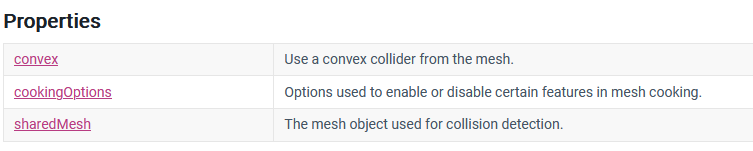 Properties
convex Use a convex collider from the mesh.
cookingOptions Options used to enable or disable certain features in mesh cooking.
sharedMesh The mesh object used for collision detection.